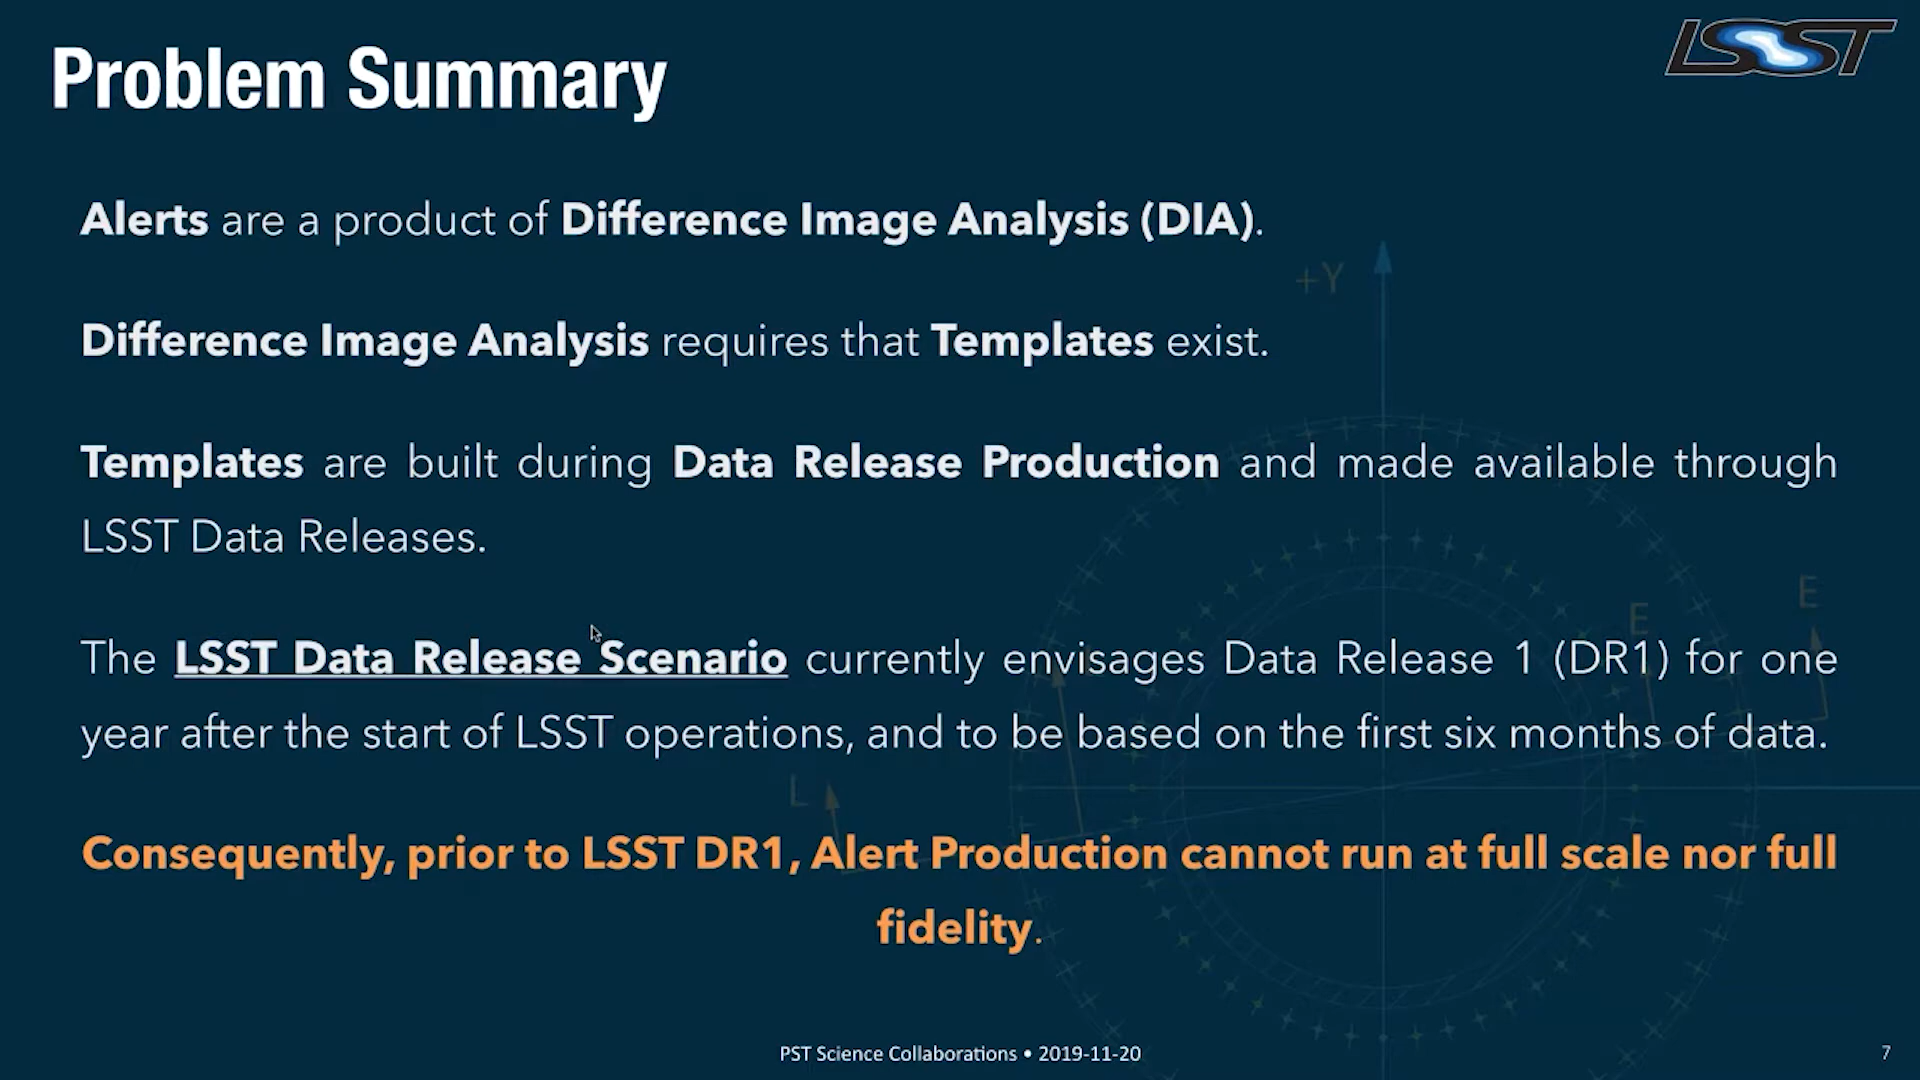 LSST
Problem Summary
Alerts are a product of Difference Image Analysis (DIA).
+Y
Difference Image Analysis requires that Templates exist.
Templates are built during Data Release Production and made available through
LSST Data Releases.
E
E
The LSST Data Release Scenario currently envisages Data Release 1 (DR1) for one
year after the start of LSST operations, and to be based on the first six months of data.
L
Consequently, prior to LSST DR1, Alert Production cannot run at full scale nor full
fidelity.
PST Science Collaborations • 2019-11-20
7